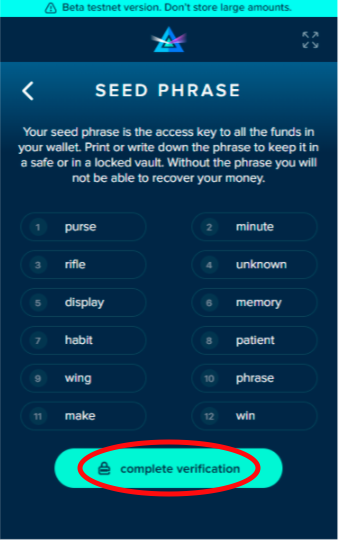 Beta testnet version. Don't store large amounts.
SEED PHRASE
Your seed phrase is the access key to all the funds in
your wallet. Print or write down the phrase to keep it in
a safe or in a locked vault. Without the phrase you will
not be able to recover your money.
1 purse
2 minute
3 rifle
4 unknown
5 display
6 memory
7 habit
8 patient
9 wing
10 phrase
11 make
12 win
complete verification